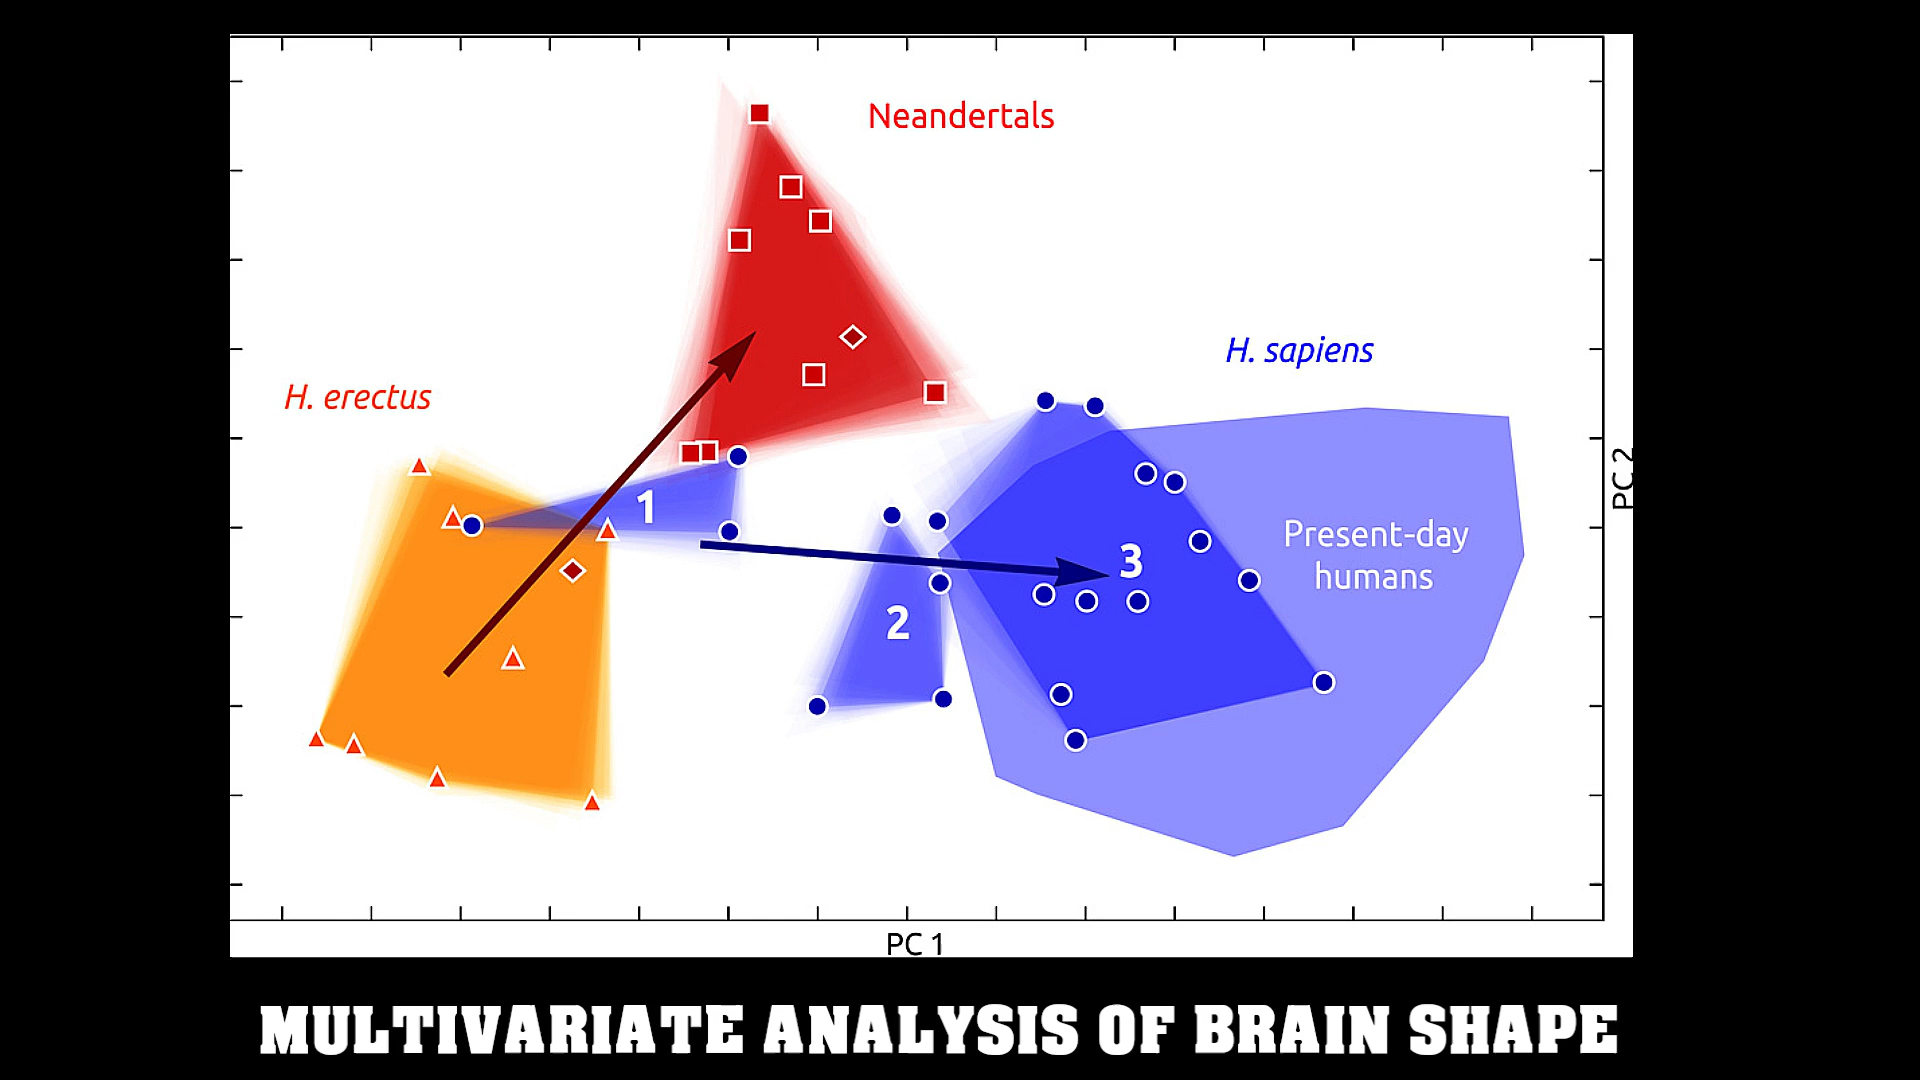 Neandertals
H. sapiens
H. erectus
1
2
3
Present-day
humans
PC 2
PC 1
MULTIVARIATE ANALYSIS OF BRAIN SHAPE